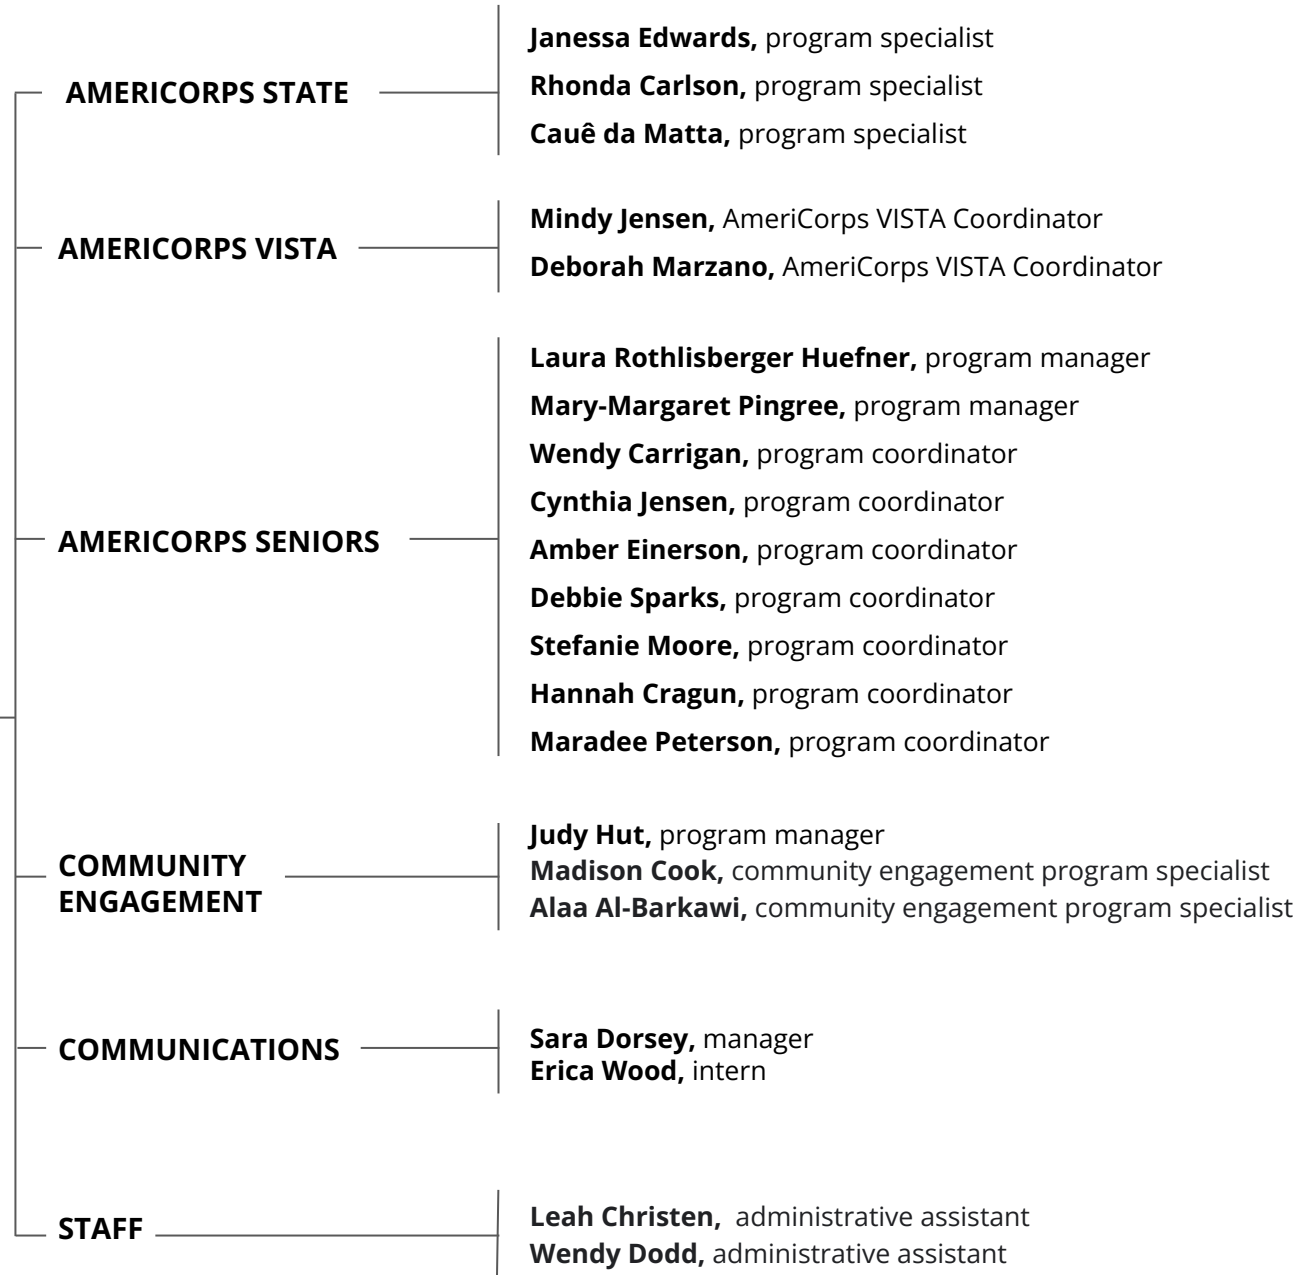 AMERICORPS STATE
Janessa Edwards, program specialist
Rhonda Carlson, program specialist
Cauê da Matta, program specialist
AMERICORPS VISTA
Mindy Jensen, AmeriCorps VISTA Coordinator
Deborah Marzano, AmeriCorps VISTA Coordinator
AMERICORPS SENIORS
Laura Rothlisberger Huefner, program manager
Mary-Margaret Pingree, program manager
Wendy Carrigan, program coordinator
Cynthia Jensen, program coordinator
Amber Einerson, program coordinator
Debbie Sparks, program coordinator
Stefanie Moore, program coordinator
Hannah Cragun, program coordinator
Maradee Peterson, program coordinator
COMMUNITY
ENGAGEMENT
Judy Hut, program manager
Madison Cook, community engagement program specialist
Alaa Al-Barkawi, community engagement program specialist
COMMUNICATIONS
Sara Dorsey, manager
Erica Wood, intern
STAFF
Leah Christen, administrative assistant
Wendy Dodd, administrative assistant